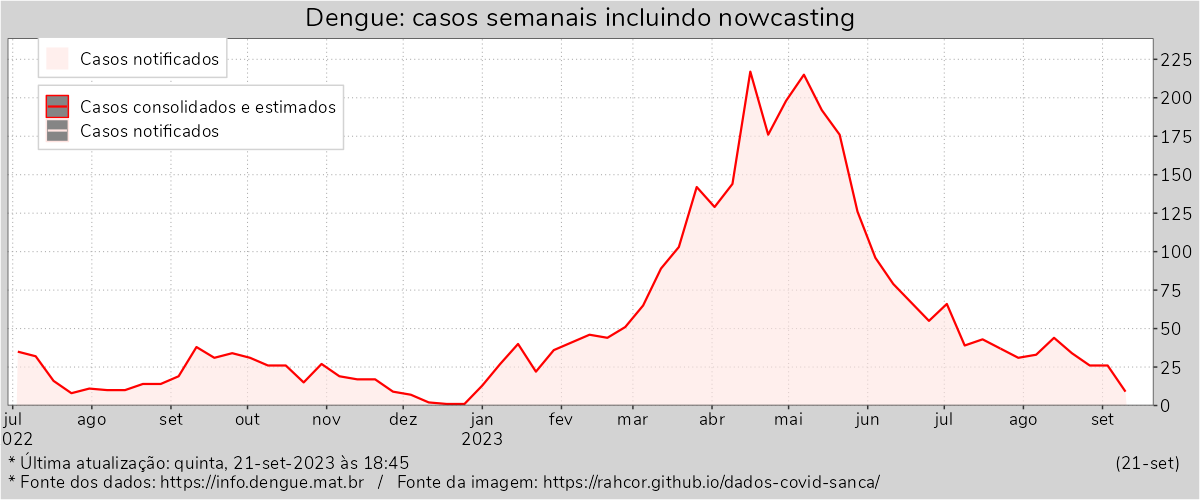 Dengue: casos semanais incluindo nowcasting
Casos notificados
Casos consolidados e estimados
Casos notificados
225
200
175
150
125
100
75
50
25
0
jul ago set out nov dez jan fev mar abr mai jun jul ago set
022 2023
* Última atualização: quinta, 21-set-2023 às 18:45 (21-set)
* Fonte dos dados: https://info.dengue.mat.br / Fonte da imagem: https://rahcor.github.io/dados-covid-sanca/